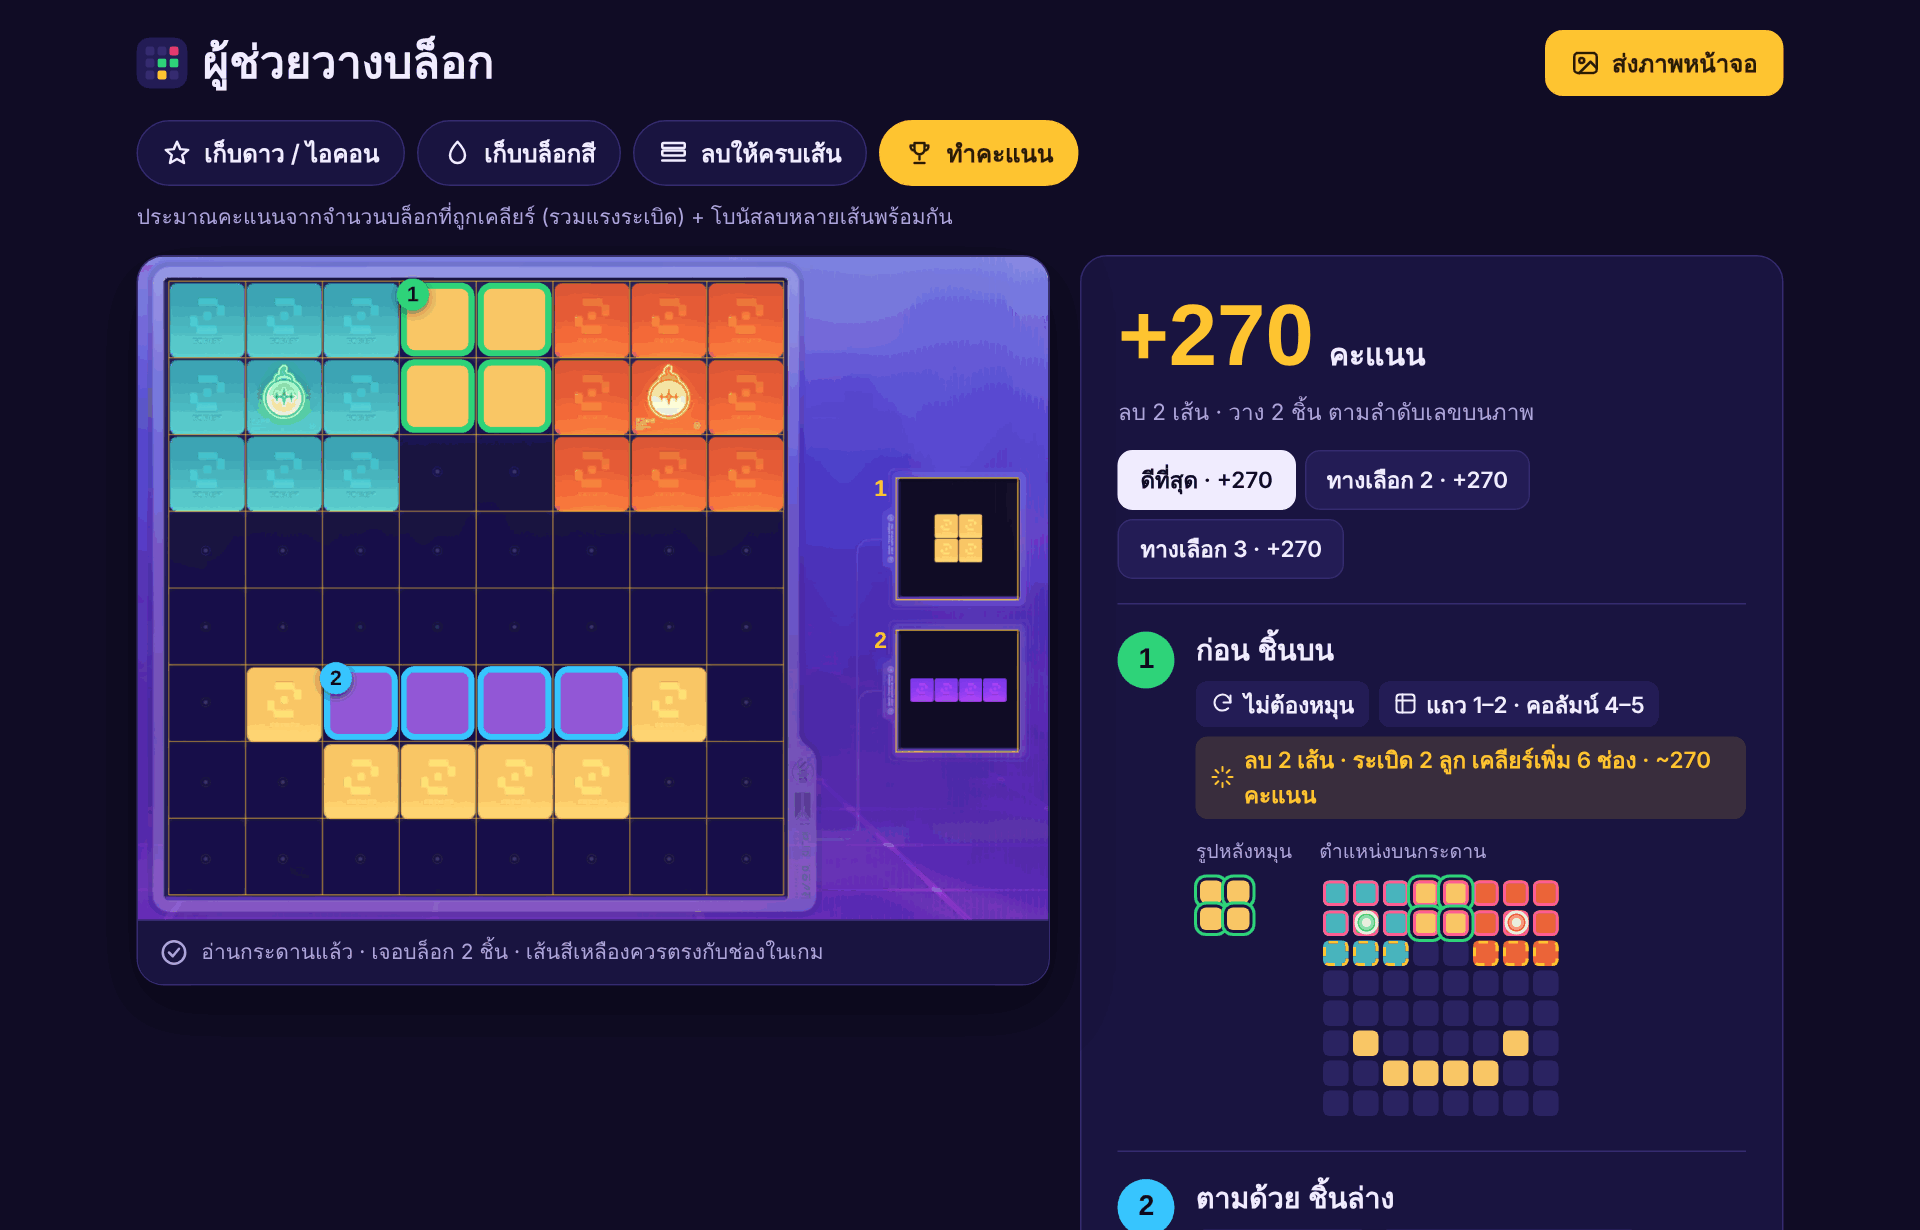 ผู้ช่วยวางบล็อก
ส่งภาพหน้าจอ
เก็บดาว / ไอคอน
เก็บบล็อกสี
ลบให้ครบเส้น
ทำคะแนน
ประมาณคะแนนจากจำนวนบล็อกที่ถูกเคลียร์ (รวมแรงระเบิด) + โบนัสลบหลายเส้นพร้อมกัน
1
2
1
2
อ่านกระดานแล้ว · เจอบล็อก 2 ชิ้น · เส้นสีเหลืองควรตรงกับช่องในเกม
+270 คะแนน
ลบ 2 เส้น · วาง 2 ชิ้น ตามลำดับเลขบนภาพ
ดีที่สุด · +270
ทางเลือก 2 · +270
ทางเลือก 3 · +270
1
ก่อน ชิ้นบน
ไม่ต้องหมุน
แถว 1–2 · คอลัมน์ 4–5
ลบ 2 เส้น · ระเบิด 2 ลูก เคลียร์เพิ่ม 6 ช่อง · ~270
คะแนน
รูปหลังหมุน
ตำแหน่งบนกระดาน
2
ตามด้วย ชิ้นล่าง